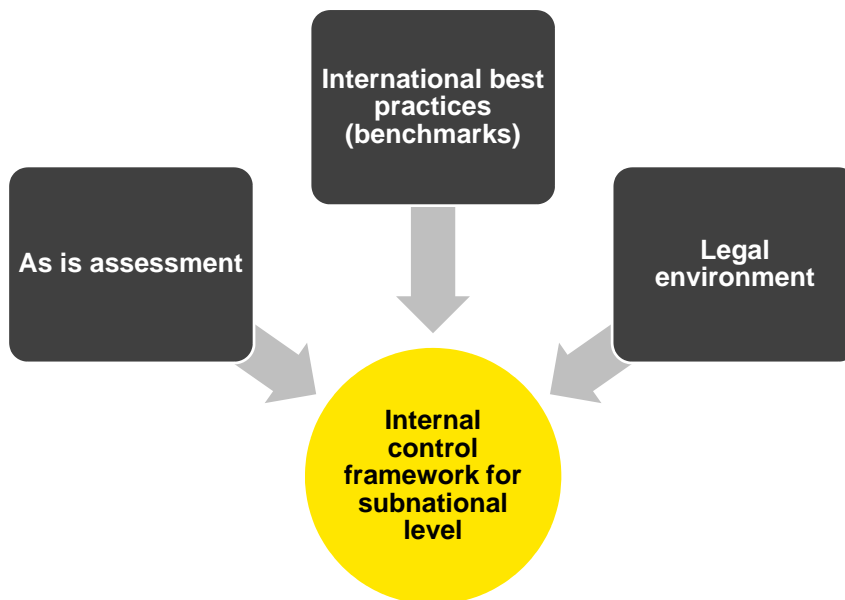 International best
practices
(benchmarks)
As is assessment
Legal
environment
Internal
control
framework for
subnational
level